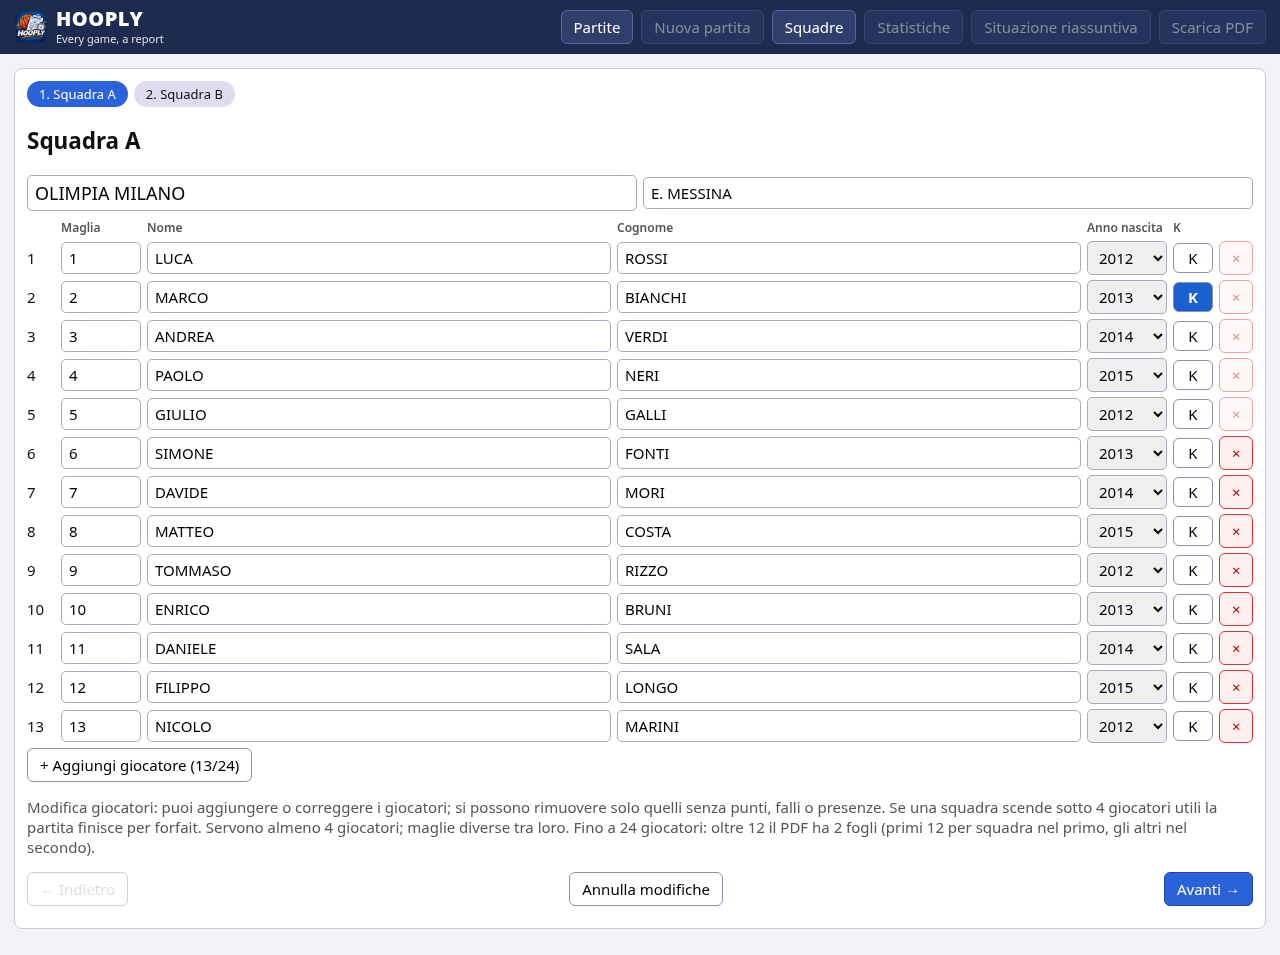 HOOPLY
HOOPLY
Every game, a report
Partite
Nuova partita
Squadre
Statistiche
Situazione riassuntiva
Scarica PDF
1. Squadra A
2. Squadra B
Squadra A
OLIMPIA MILANO
E. MESSINA
Maglia Nome Cognome Anno nascita K
1 1 LUCA ROSSI 2012 K ×
2 2 MARCO BIANCHI 2013 K ×
3 3 ANDREA VERDI 2014 K ×
4 4 PAOLO NERI 2015 K ×
5 5 GIULIO GALLI 2012 K ×
6 6 SIMONE FONTI 2013 K ×
7 7 DAVIDE MORI 2014 K ×
8 8 MATTEO COSTA 2015 K ×
9 9 TOMMASO RIZZO 2012 K ×
10 10 ENRICO BRUNI 2013 K ×
11 11 DANIELE SALA 2014 K ×
12 12 FILIPPO LONGO 2015 K ×
13 13 NICOLO MARINI 2012 K ×
+ Aggiungi giocatore (13/24)
Modifica giocatori: puoi aggiungere o correggere i giocatori; si possono rimuovere solo quelli senza punti, falli o presenze. Se una squadra scende sotto 4 giocatori utili la
partita finisce per forfait. Servono almeno 4 giocatori; maglie diverse tra loro. Fino a 24 giocatori: oltre 12 il PDF ha 2 fogli (primi 12 per squadra nel primo, gli altri nel
secondo).
← Indietro
Annulla modifiche
Avanti →